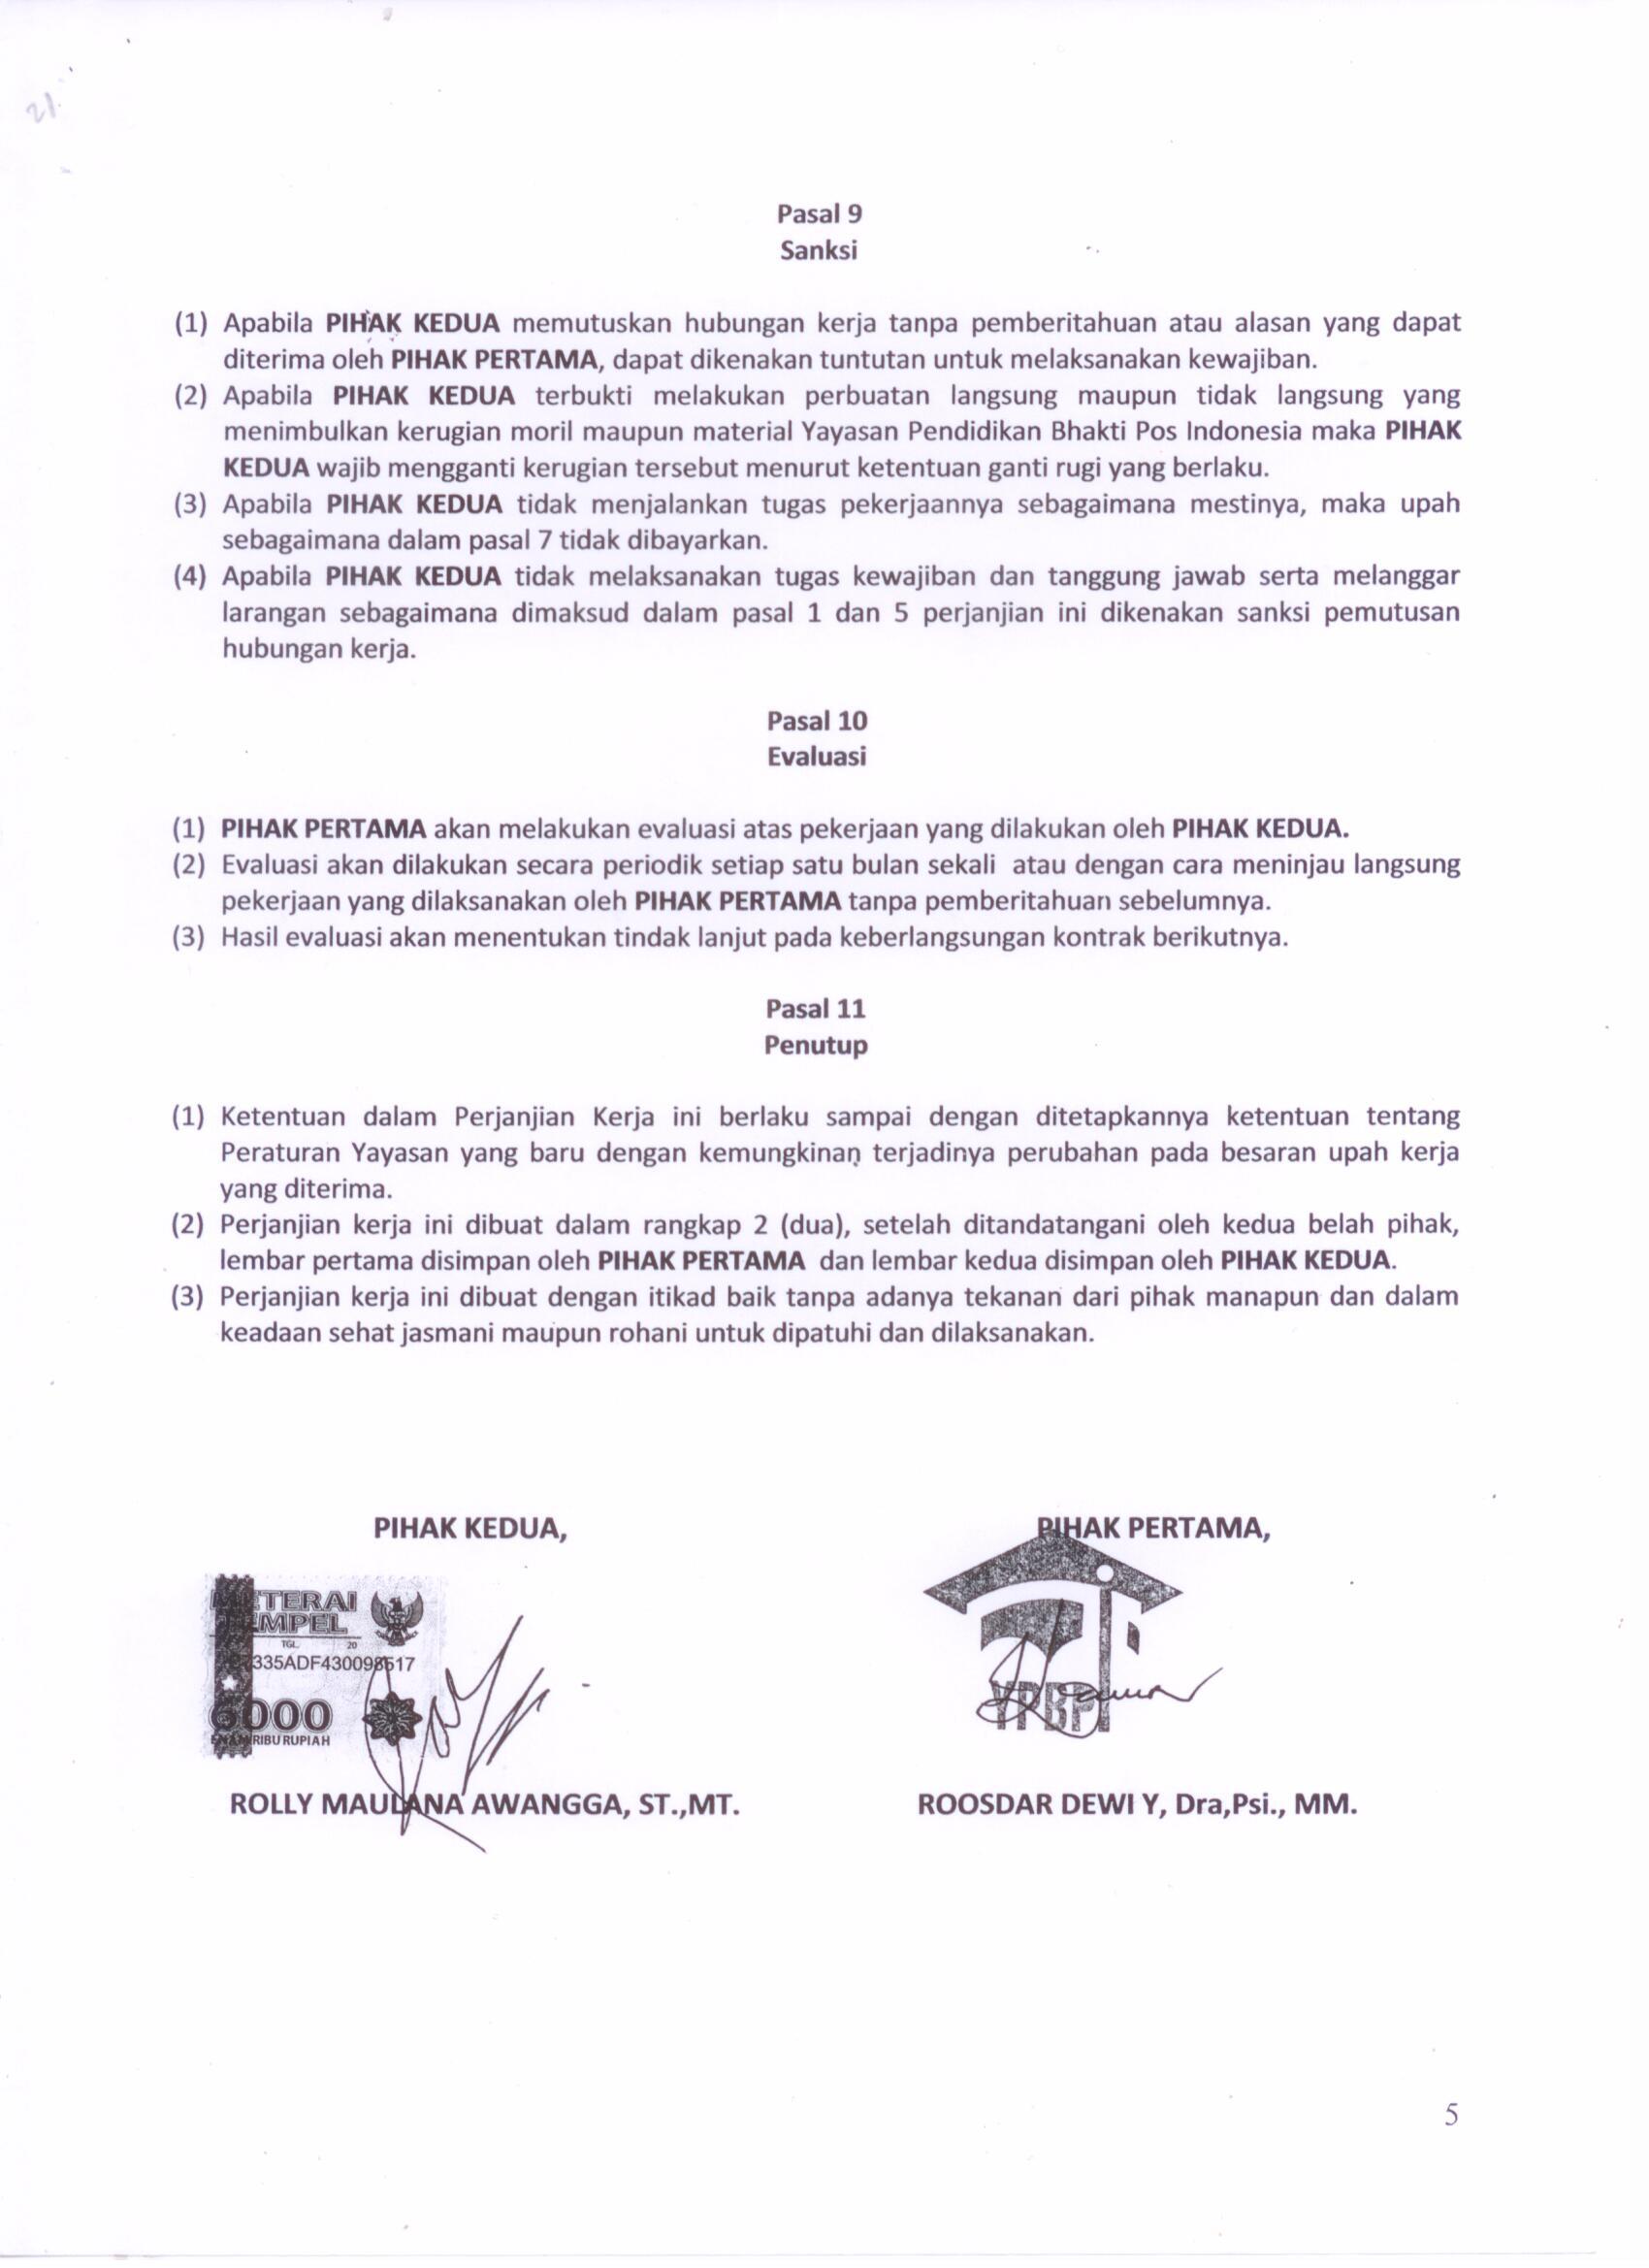 21
Pasal 9
Sanksi
(1) Apabila PIHAK KEDUA memutuskan hubungan kerja tanpa pemberitahuan atau alasan yang dapat
diterima oleh PIHAK PERTAMA, dapat dikenakan tuntutan untuk melaksanakan kewajiban.
(2) Apabila PIHAK KEDUA terbukti melakukan perbuatan langsung maupun tidak langsung yang
menimbulkan kerugian moril maupun material Yayasan Pendidikan Bhakti Pos Indonesia maka PIHAK
KEDUA wajib mengganti kerugian tersebut menurut ketentuan ganti rugi yang berlaku.
(3) Apabila PIHAK KEDUA tidak menjalankan tugas pekerjaannya sebagaimana mestinya, maka upah
sebagaimana dalam pasal 7 tidak dibayarkan.
(4) Apabila PIHAK KEDUA tidak melaksanakan tugas kewajiban dan tanggung jawab serta melanggar
larangan sebagaimana dimaksud dalam pasal 1 dan 5 perjanjian ini dikenakan sanksi pemutusan
hubungan kerja.
Pasal 10
Evaluasi
(1) PIHAK PERTAMA akan melakukan evaluasi atas pekerjaan yang dilakukan oleh PIHAK KEDUA.
(2) Evaluasi akan dilakukan secara periodik setiap satu bulan sekali atau dengan cara meninjau langsung
pekerjaan yang dilaksanakan oleh PIHAK PERTAMA tanpa pemberitahuan sebelumnya.
(3) Hasil evaluasi akan menentukan tindak lanjut pada keberlangsungan kontrak berikutnya.
Pasal 11
Penutup
(1) Ketentuan dalam Perjanjian Kerja ini berlaku sampai dengan ditetapkannya ketentuan tentang
Peraturan Yayasan yang baru dengan kemungkinan terjadinya perubahan pada besaran upah kerja
yang diterima.
(2) Perjanjian kerja ini dibuat dalam rangkap 2 (dua), setelah ditandatangani oleh kedua belah pihak,
lembar pertama disimpan oleh PIHAK PERTAMA dan lembar kedua disimpan oleh PIHAK KEDUA.
(3) Perjanjian kerja ini dibuat dengan itikad baik tanpa adanya tekanan dari pihak manapun dan dalam
keadaan sehat jasmani maupun rohani untuk dipatuhi dan dilaksanakan.
PIHAK KEDUA,
PIHAK PERTAMA,
METERAI
TEMPEL
TGL. 20
335ADF430098517
6000
ENAM RIBU RUPIAH
YPBPI
ROLLY MAULANA AWANGGA, ST.,MT.
ROOSDAR DEWI Y, Dra,Psi., MM.
5